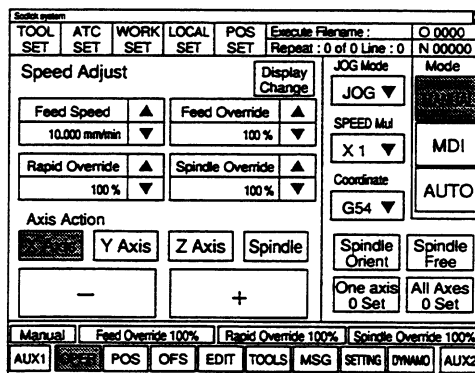 Sodick system
TOOL SET ATC SET WORK SET LOCAL SET POS SET
Execute Filename : O 0000
Repeat : 0 of 0 Line : 0 N 00000
Speed Adjust
Display Change
JOG Mode
JOG ▼
Mode
Feed Speed ▲
10.000 mm/min ▼
Feed Override ▲
100 % ▼
SPEED Mul
X 1 ▼
MDI
Rapid Override ▲
100 % ▼
Spindle Override ▲
100 % ▼
Coordinate
G54 ▼
AUTO
Axis Action
Y Axis Z Axis Spindle
− +
Spindle Orient
Spindle Free
One axis 0 Set
All Axes 0 Set
Manual Feed Override 100% Rapid Override 100% Spindle Override 100%
AUX1 POS OFS EDIT TOOLS MSG SETTING DYNAMO AUX2